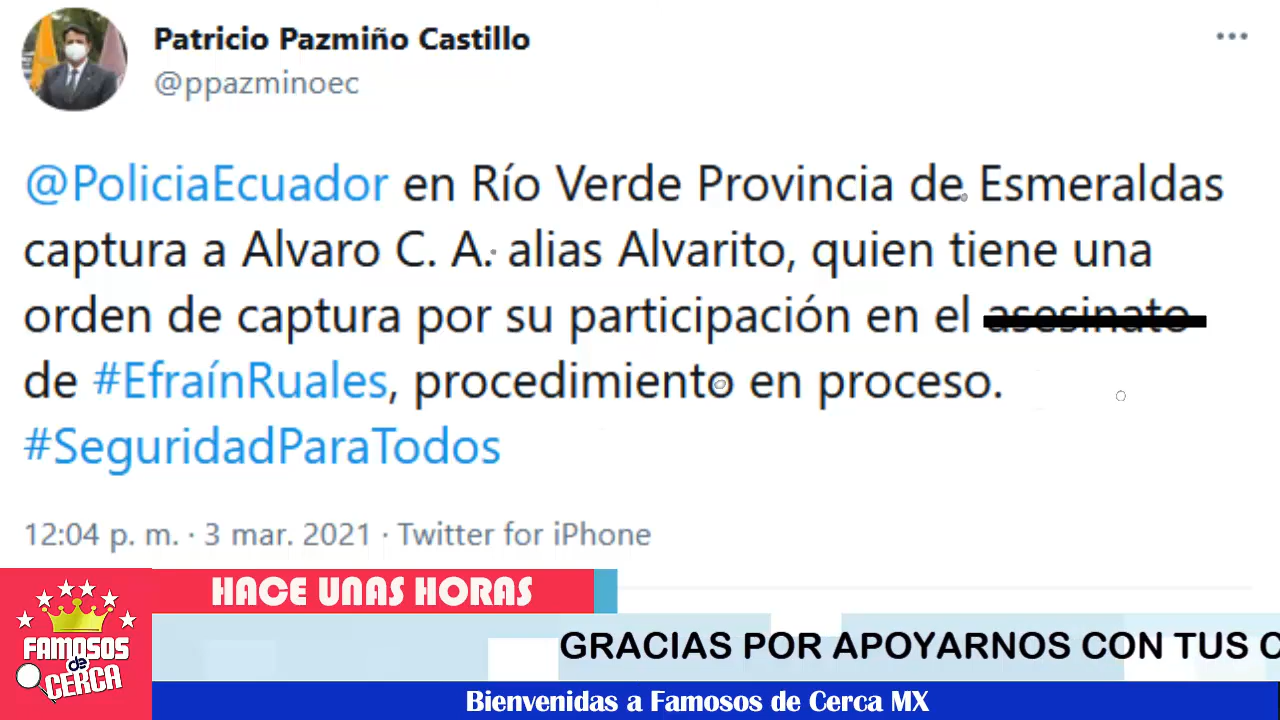 Patricio Pazmiño Castillo
@ppazminoec
@PoliciaEcuador en Río Verde Provincia de Esmeraldas
captura a Alvaro C. A. alias Alvarito, quien tiene una
orden de captura por su participación en el asesinato
de #EfraínRuales, procedimiento en proceso.
#SeguridadParaTodos
12:04 p. m. · 3 mar. 2021 · Twitter for iPhone
HACE UNAS HORAS
FAMOSOS
de
CERCA
GRACIAS POR APOYARNOS CON TUS C
Bienvenidas a Famosos de Cerca MX